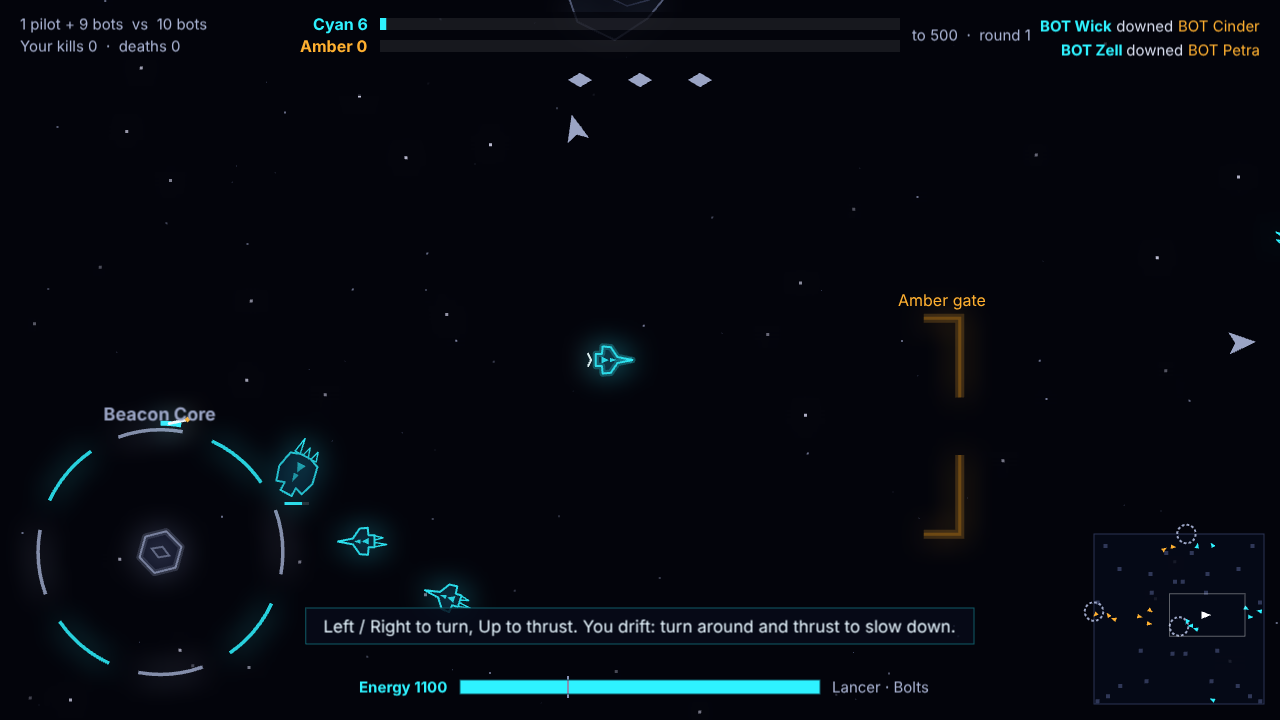 1 pilot + 9 bots vs 10 bots
Your kills 0 · deaths 0
Cyan 6
Amber 0
to 500 · round 1
BOT Wick downed BOT Cinder
BOT Zell downed BOT Petra
Amber gate
Beacon Core
Left / Right to turn, Up to thrust. You drift: turn around and thrust to slow down.
Energy 1100
Lancer · Bolts